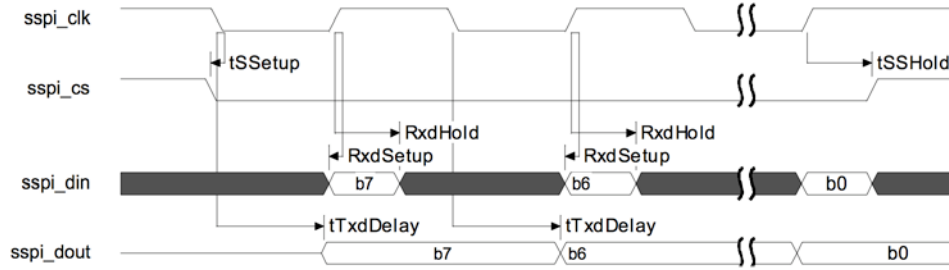 sspi_clk
tSSetup
tSSHold
sspi_cs
RxdHold
RxdHold
RxdSetup
RxdSetup
sspi_din
b7
b6
b0
tTxdDelay
tTxdDelay
sspi_dout
b7
b6
b0